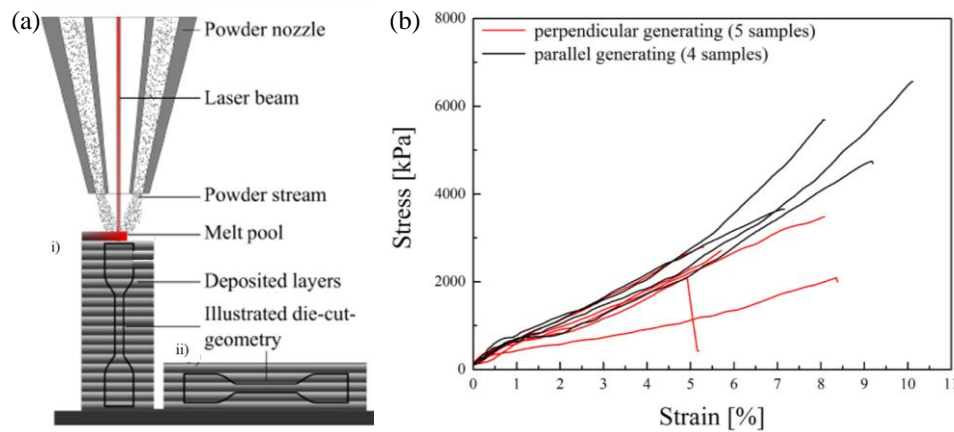 (a)
Powder nozzle
Laser beam
Powder stream
Melt pool
i)
Deposited layers
Illustrated die-cut-
geometry
ii)
(b)
8000
6000
4000
2000
0
Stress [kPa]
perpendicular generating (5 samples)
parallel generating (4 samples)
0 1 2 3 4 5 6 7 8 9 10 11
Strain [%]